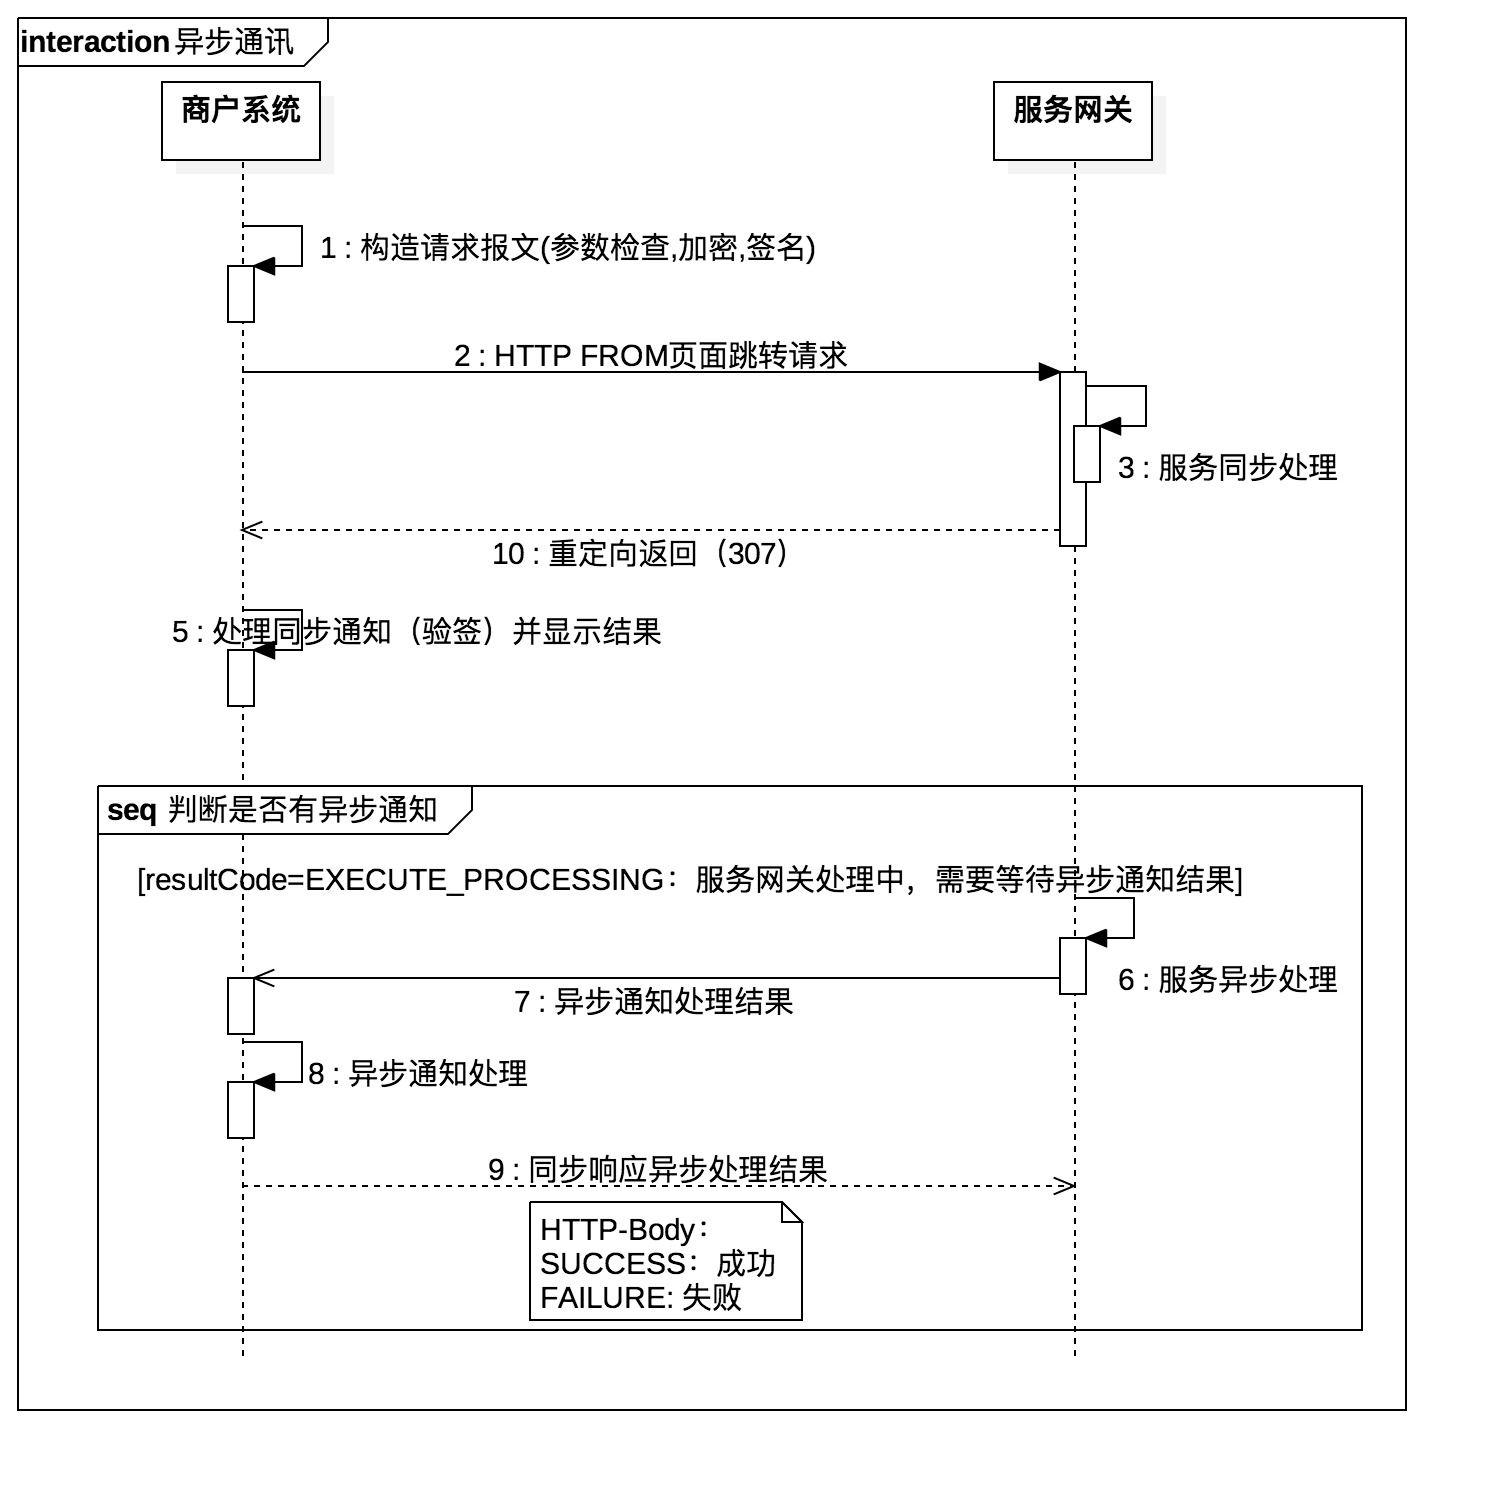 interaction 异步通讯
商户系统
服务网关
1 : 构造请求报文(参数检查,加密,签名)
2 : HTTP FROM页面跳转请求
3 : 服务同步处理
10 : 重定向返回（307）
5 : 处理同步通知（验签）并显示结果
seq 判断是否有异步通知
[resultCode=EXECUTE_PROCESSING：服务网关处理中，需要等待异步通知结果]
6 : 服务异步处理
7 : 异步通知处理结果
8 : 异步通知处理
9 : 同步响应异步处理结果
HTTP-Body：
SUCCESS：成功
FAILURE: 失败